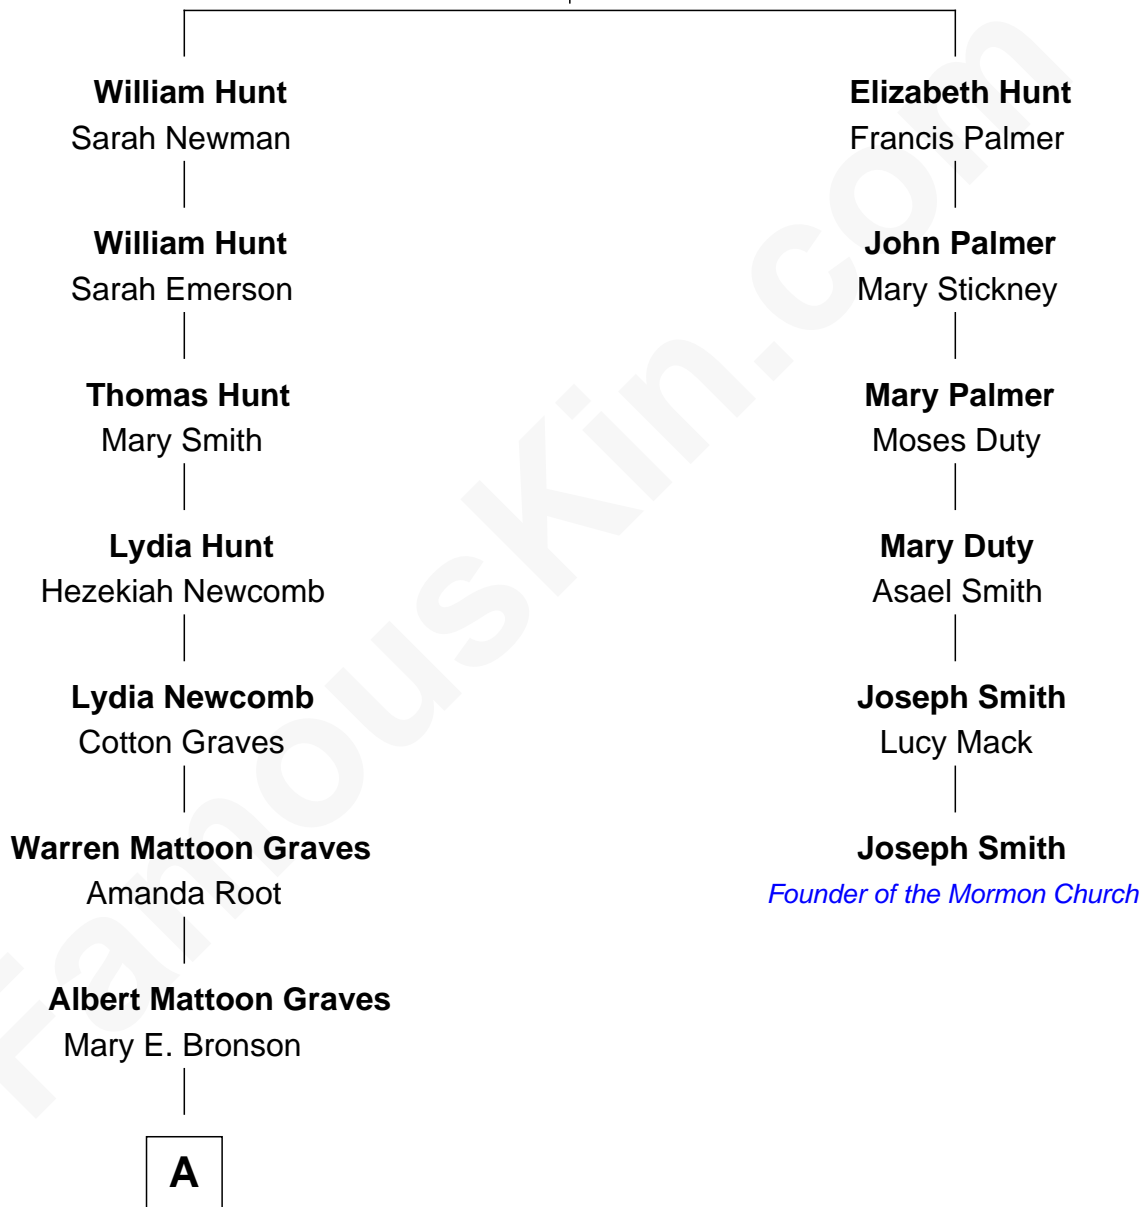 William Hunt
Sarah Newman
William Hunt
Sarah Emerson
Thomas Hunt
Mary Smith
Lydia Hunt
Hezekiah Newcomb
Lydia Newcomb
Cotton Graves
Warren Mattoon Graves
Amanda Root
Albert Mattoon Graves
Mary E. Bronson
A
Elizabeth Hunt
Francis Palmer
John Palmer
Mary Stickney
Mary Palmer
Moses Duty
Mary Duty
Asael Smith
Joseph Smith
Lucy Mack
Joseph Smith
Founder of the Mormon Church
FamousKin.com